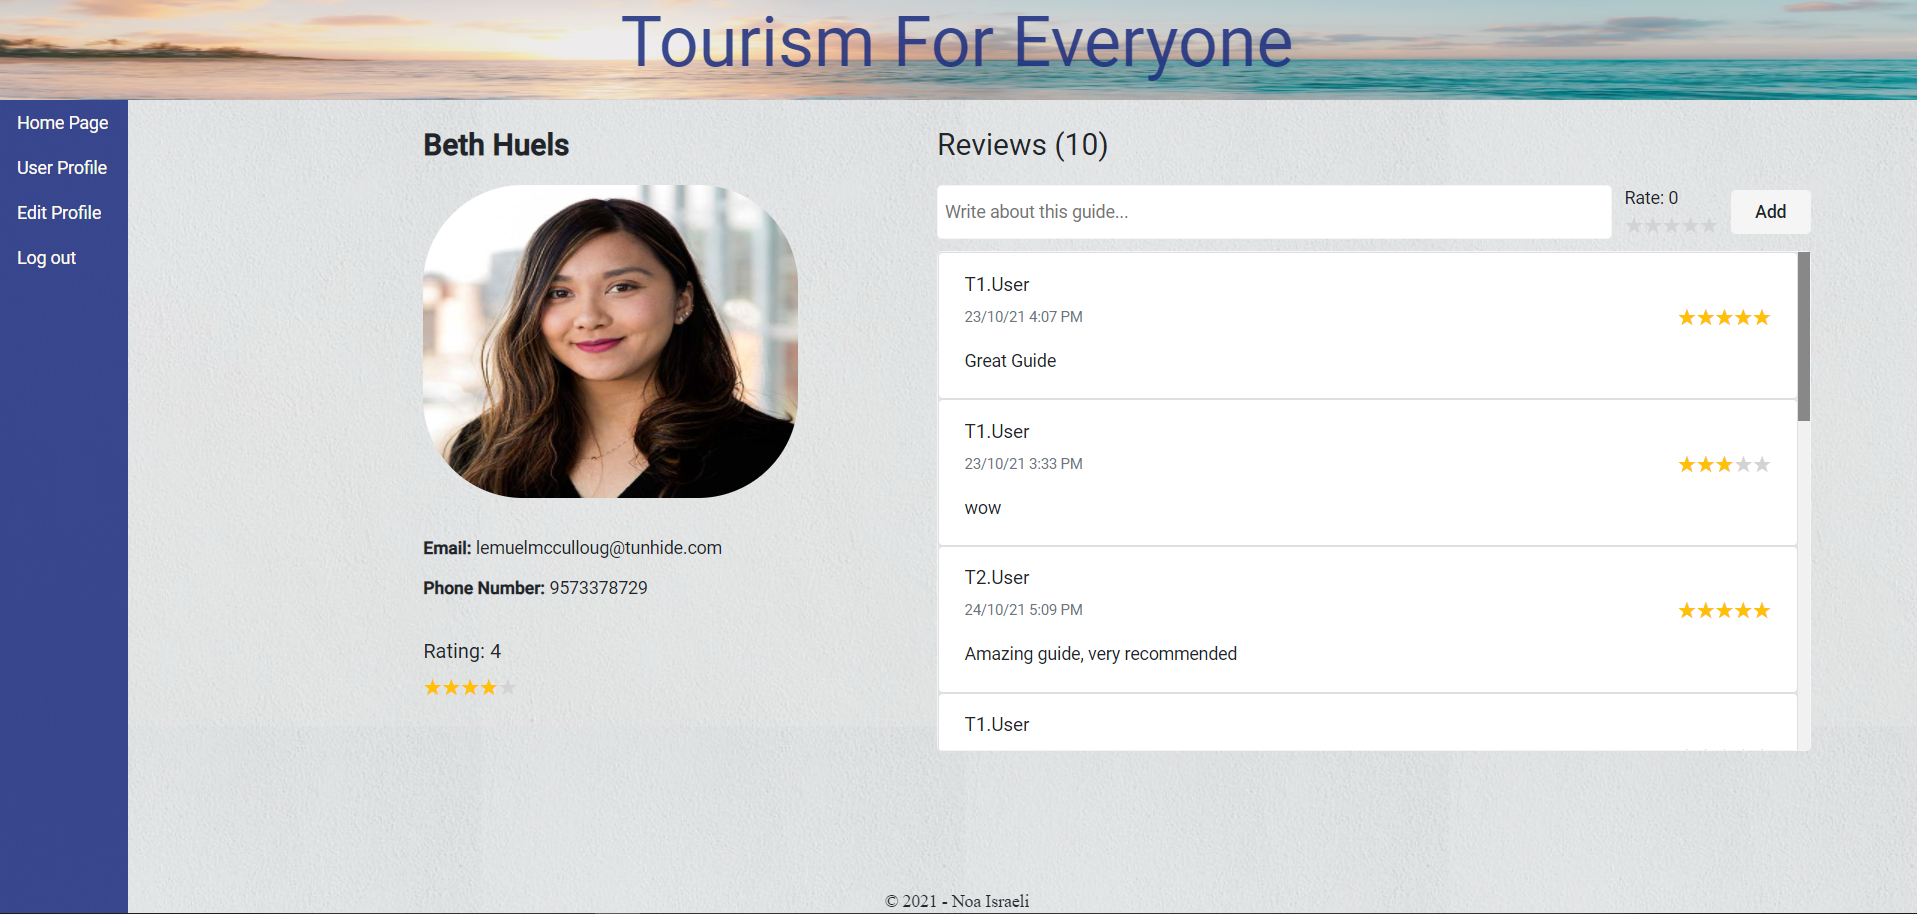 Tourism For Everyone
Home Page
User Profile
Edit Profile
Log out
Beth Huels
Email: lemuelmcculloug@tunhide.com
Phone Number: 9573378729
Rating: 4
Reviews (10)
Write about this guide...
Rate: 0
Add
T1.User
23/10/21 4:07 PM
Great Guide
T1.User
23/10/21 3:33 PM
wow
T2.User
24/10/21 5:09 PM
Amazing guide, very recommended
T1.User
© 2021 - Noa Israeli